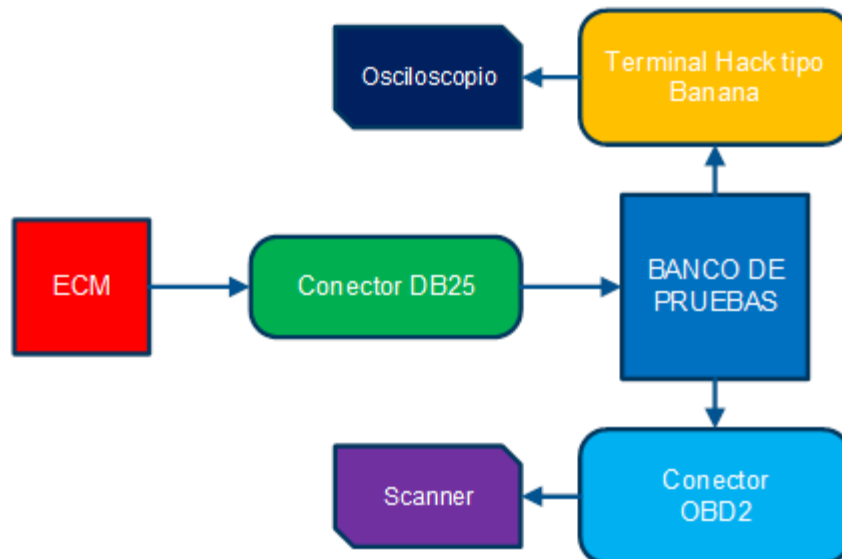 Osciloscopio
Terminal Hack tipo
Banana
ECM
Conector DB25
BANCO DE
PRUEBAS
Scanner
Conector
OBD2